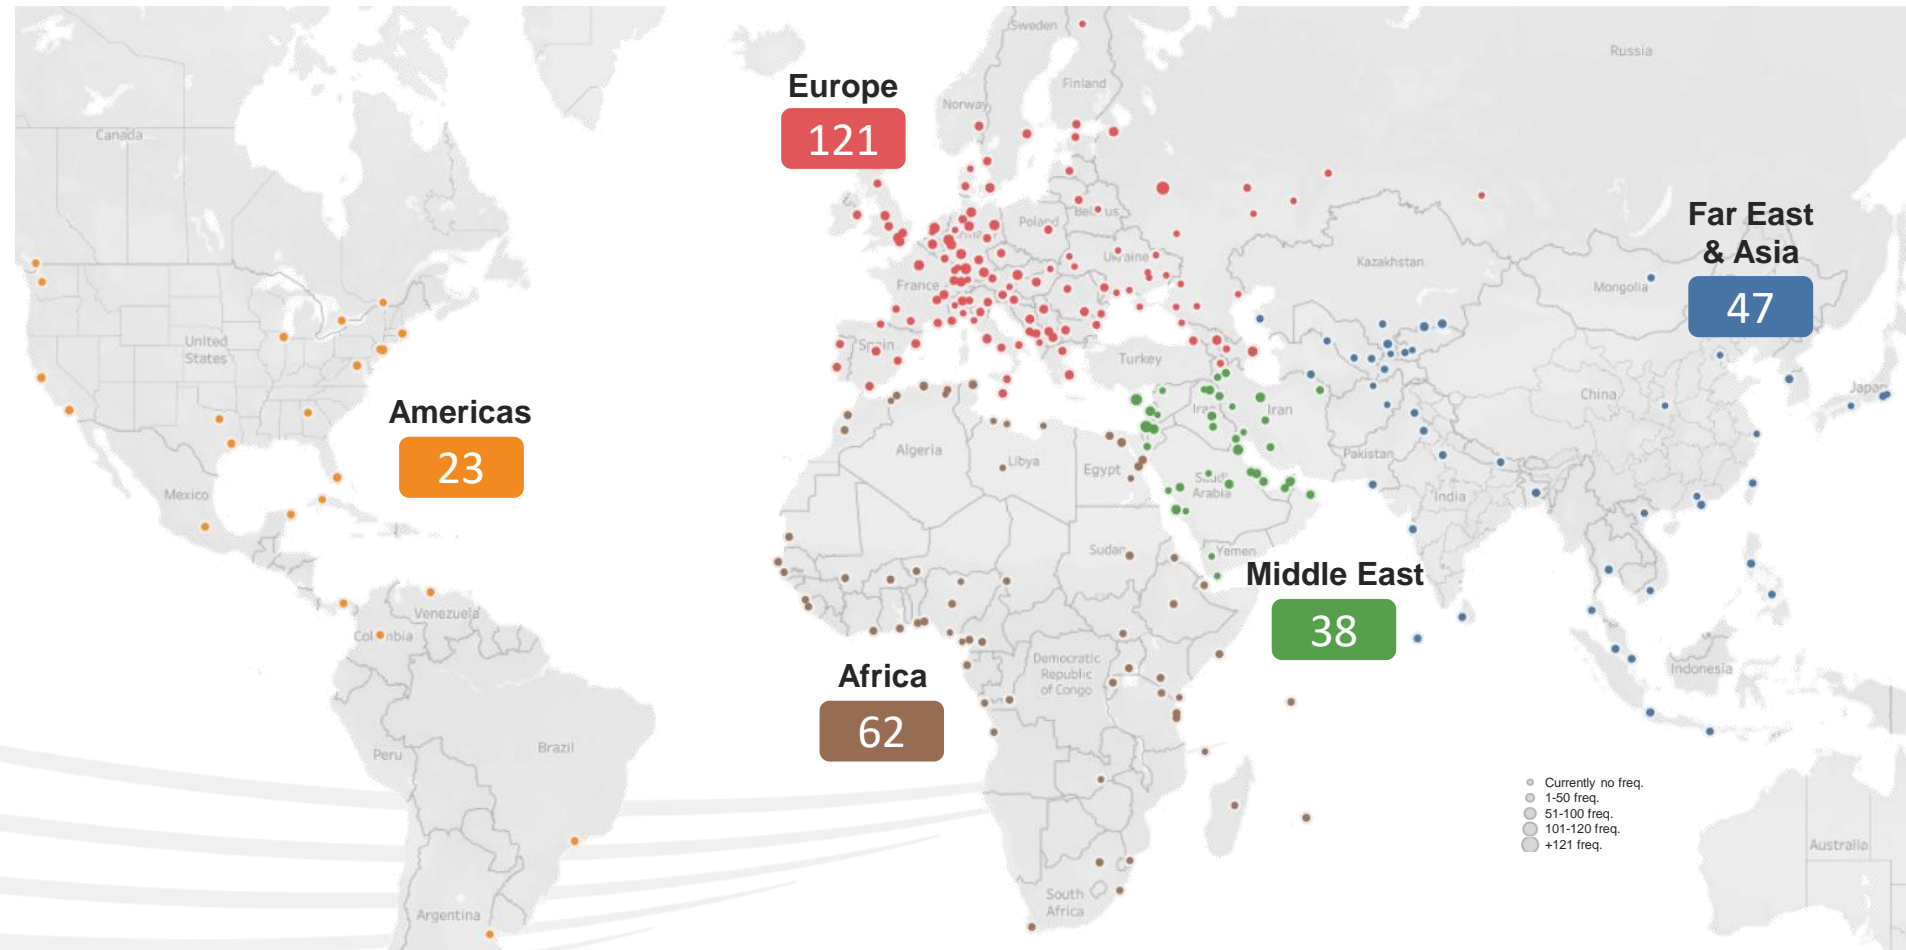 Sweden
Russia
Finland
Norway
Canada
Europe
121
Poland
Ukraine
Kazakhstan
Mongolia
Far East
& Asia
47
France
United
States
Spain
Turkey
China
Japan
Americas
23
Iraq
Iran
Algeria
Libya
Egypt
Pakistan
Saudi
Arabia
India
Mexico
Sudan
Yemen
Middle East
38
Venezuela
Colombia
Democratic
Republic
of Congo
Indonesia
Africa
62
Peru
Brazil
Currently no freq.
1-50 freq.
51-100 freq.
101-120 freq.
+121 freq.
Australia
South
Africa
Argentina